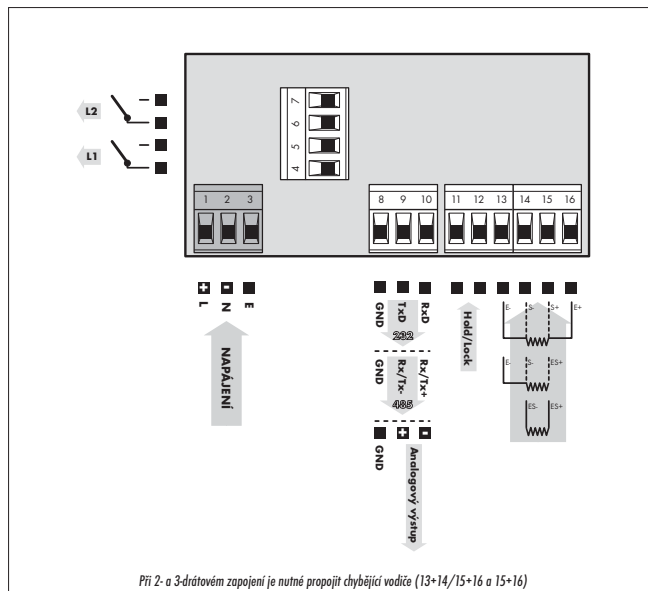 L2
L1
7
6
5
4
1 2 3
8 9 10
11 12 13
14 15 16
L N E
NAPÁJENÍ
GND TxD RxD
232
GND Rx/Tx- Rx/Tx+
485
GND + -
Analogový výstup
Hold/Lock
E- S- S+ E+
E- S- ES+
ES- ES+
Při 2- a 3-drátovém zapojení je nutné propojit chybějící vodiče (13+14/15+16 a 15+16)